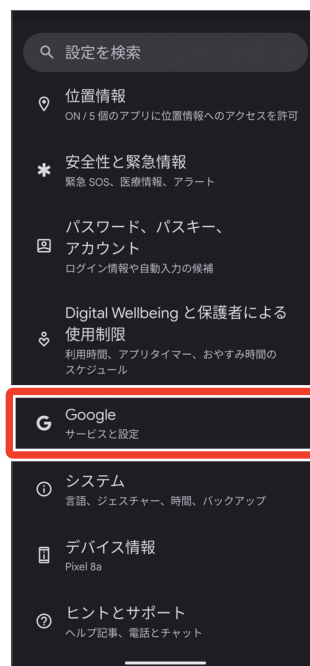 設定を検索
位置情報
ON / 5 個のアプリに位置情報へのアクセスを許可
安全性と緊急情報
緊急 SOS、医療情報、アラート
パスワード、パスキー、
アカウント
ログイン情報や自動入力の候補
Digital Wellbeing と保護者による
使用制限
利用時間、アプリタイマー、おやすみ時間の
スケジュール
Google
サービスと設定
システム
言語、ジェスチャー、時間、バックアップ
デバイス情報
Pixel 8a
ヒントとサポート
ヘルプ記事、電話とチャット